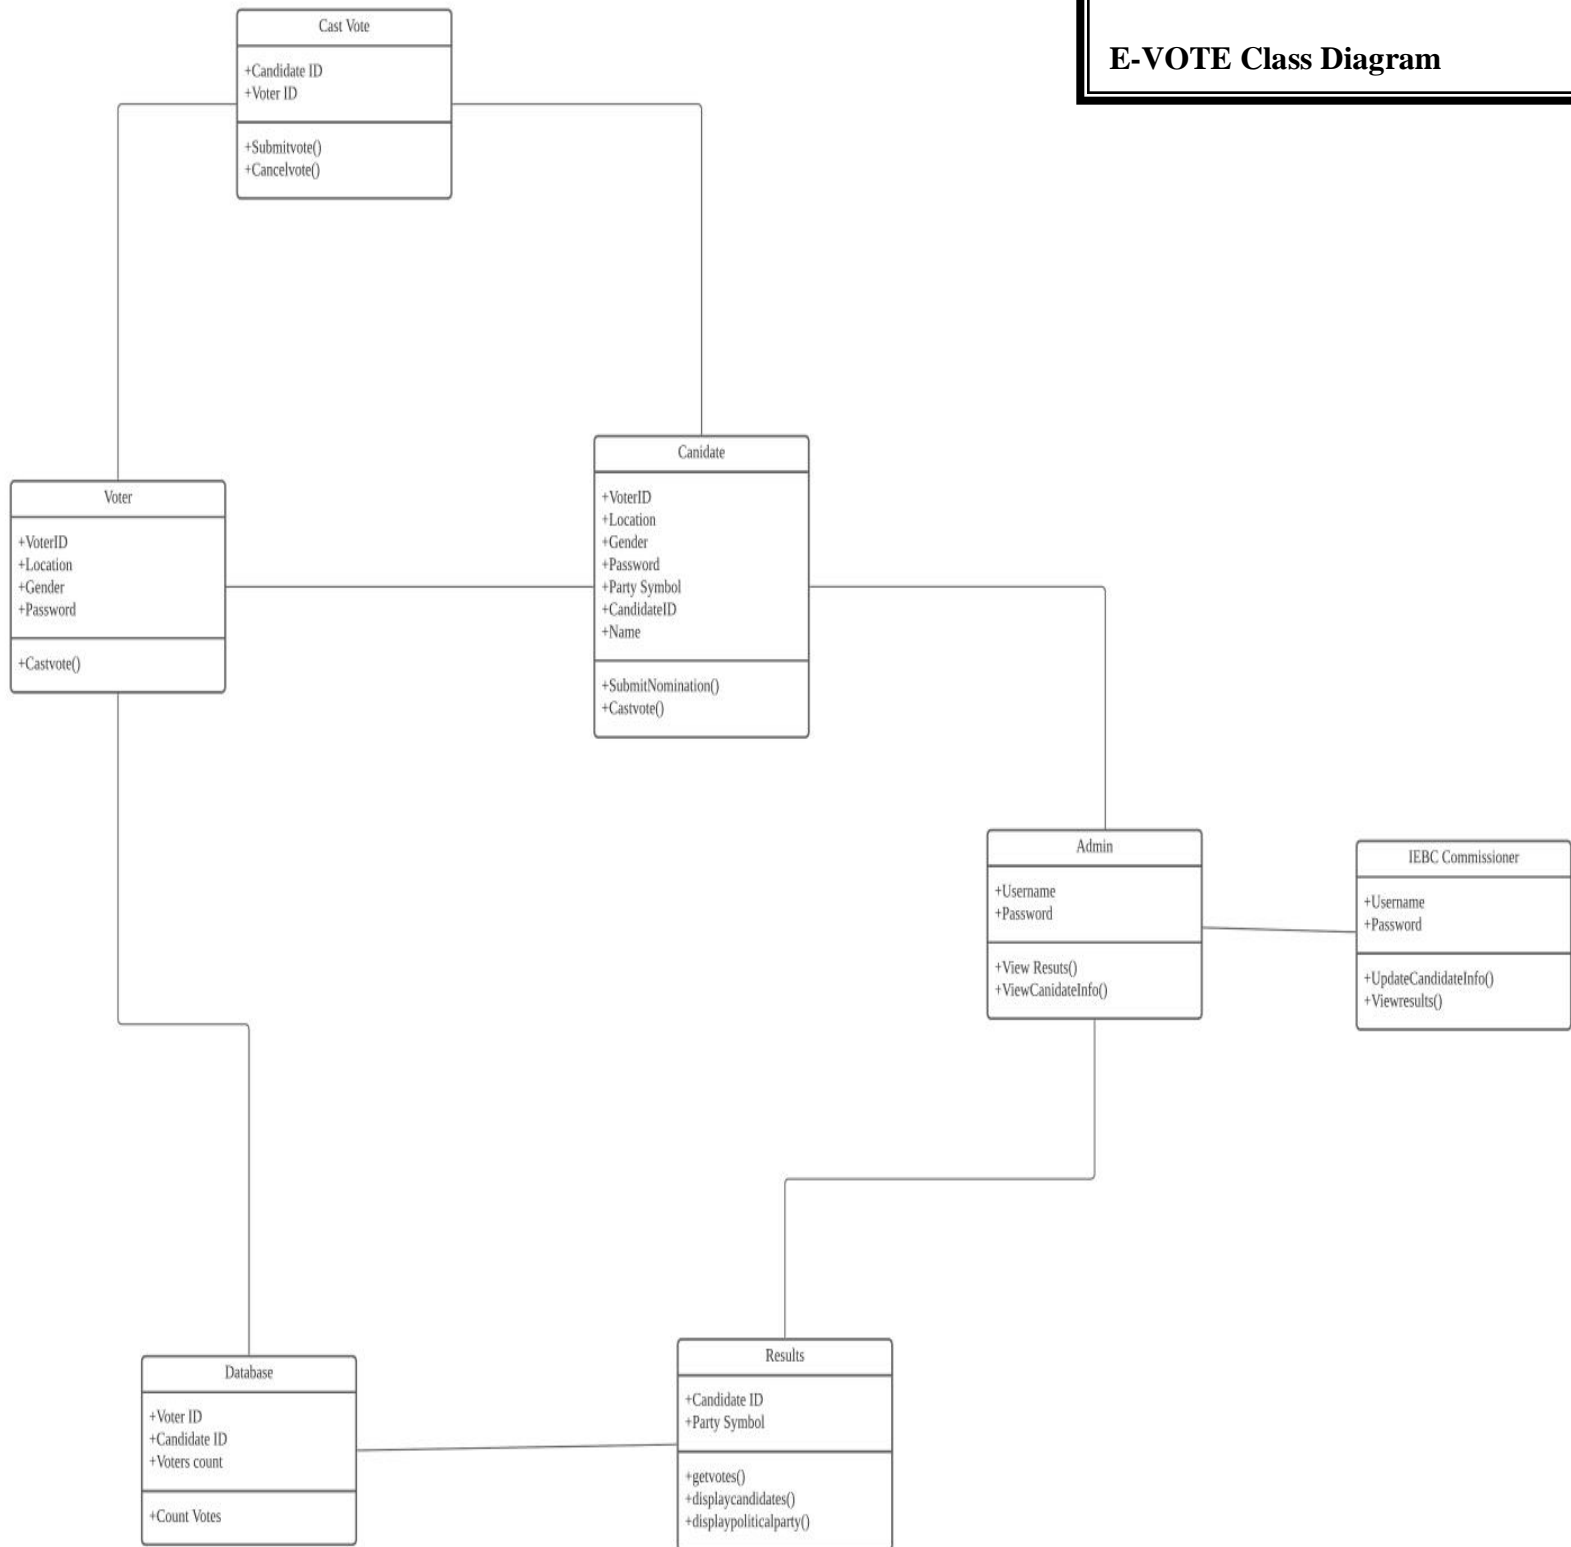 E-VOTE Class Diagram
Cast Vote
+Candidate ID
+Voter ID
+Submitvote()
+Cancelvote()
Canidate
+VoterID
+Location
+Gender
+Password
+Party Symbol
+CandidateID
+Name
+SubmitNomination()
+Castvote()
Voter
+VoterID
+Location
+Gender
+Password
+Castvote()
Admin
+Username
+Password
+View Resuts()
+ViewCanidateInfo()
IEBC Commissioner
+Username
+Password
+UpdateCandidateInfo()
+Viewresults()
Database
+Voter ID
+Candidate ID
+Voters count
+Count Votes
Results
+Candidate ID
+Party Symbol
+getvotes()
+displaycandidates()
+displaypoliticalparty()